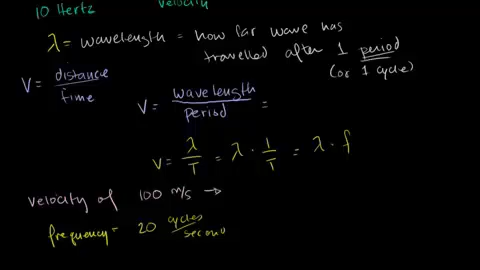 10 Hertz velocity
λ = wavelength = how far wave has
travelled after 1 period
(or 1 cycle)
V = distance/time
V = wavelength/period =
V = λ/T = λ · 1/T = λ · f
velocity of 100 m/s →
frequency = 20 cycles/second